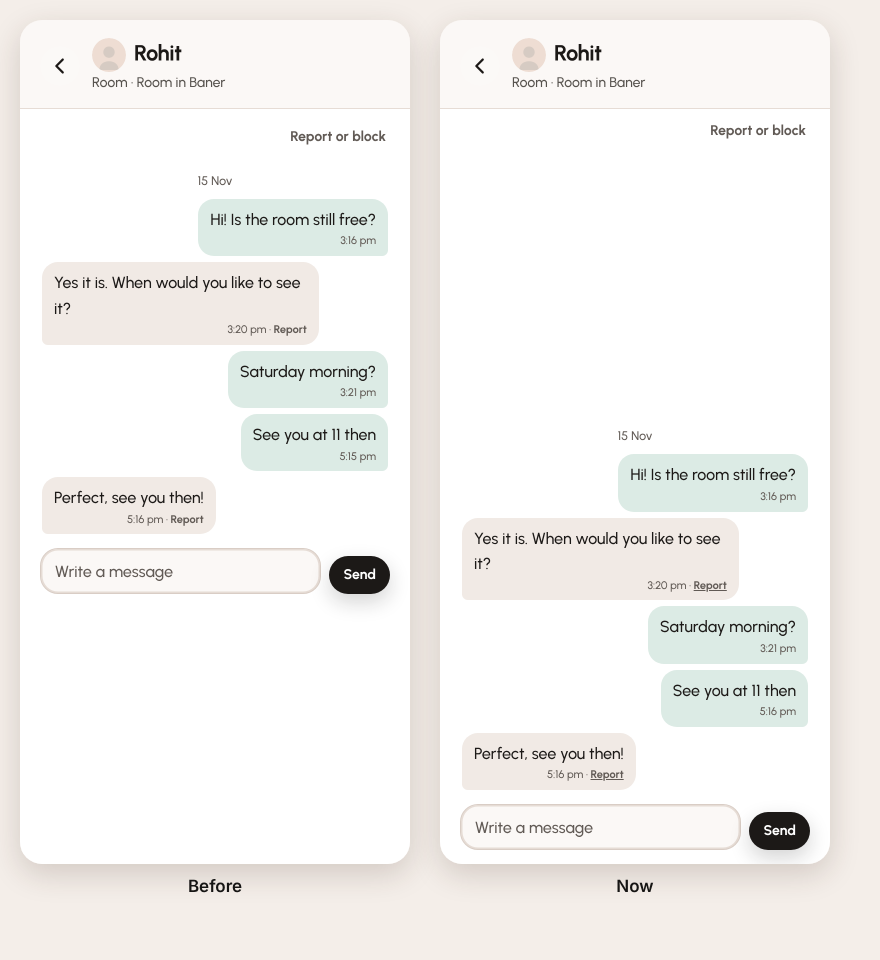 Rohit
Room · Room in Baner
Report or block
15 Nov
Hi! Is the room still free?
3:16 pm
Yes it is. When would you like to see
it?
3:20 pm · Report
Saturday morning?
3:21 pm
See you at 11 then
5:15 pm
Perfect, see you then!
5:16 pm · Report
Write a message
Send
Before
Rohit
Room · Room in Baner
Report or block
15 Nov
Hi! Is the room still free?
3:16 pm
Yes it is. When would you like to see
it?
3:20 pm · Report
Saturday morning?
3:21 pm
See you at 11 then
5:16 pm
Perfect, see you then!
5:16 pm · Report
Write a message
Send
Now